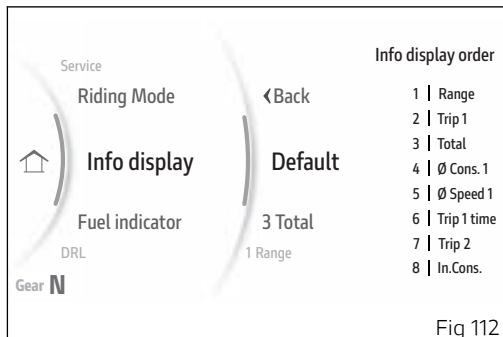 Service
Riding Mode
Info display
Fuel indicator
DRL
Gear N
❮Back
Default
3 Total
1 Range
Info display order
1 | Range
2 | Trip 1
3 | Total
4 | Ø Cons. 1
5 | Ø Speed 1
6 | Trip 1 time
7 | Trip 2
8 | In.Cons.
Fig 112